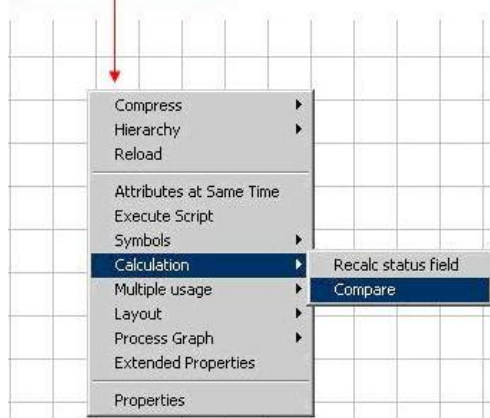 Compress
Hierarchy
Reload
Attributes at Same Time
Execute Script
Symbols
Calculation
Recalc status field
Compare
Multiple usage
Layout
Process Graph
Extended Properties
Properties